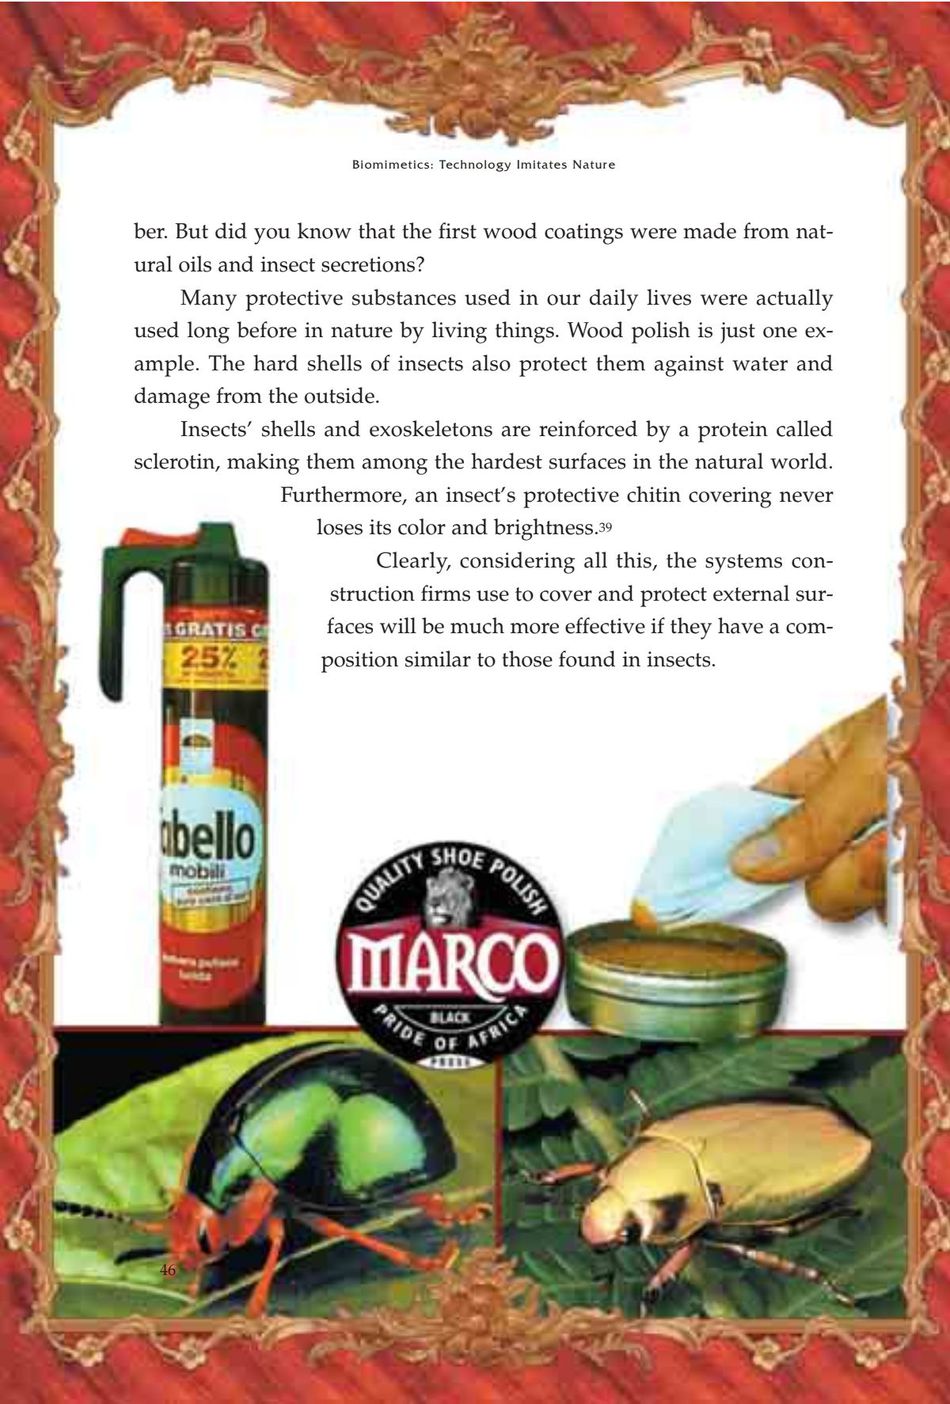 Biomimetics: Technology Imitates Nature
ber. But did you know that the first wood coatings were made from nat-
ural oils and insect secretions?
Many protective substances used in our daily lives were actually
used long before in nature by living things. Wood polish is just one ex-
ample. The hard shells of insects also protect them against water and
damage from the outside.
Insects' shells and exoskeletons are reinforced by a protein called
sclerotin, making them among the hardest surfaces in the natural world.
Furthermore, an insect's protective chitin covering never
loses its color and brightness.39
Clearly, considering all this, the systems con-
struction firms use to cover and protect external sur-
faces will be much more effective if they have a com-
position similar to those found in insects.
GRATIS
25%
abello
mobili
QUALITY SHOE POLISH
MARCO
BLACK
PRIDE OF AFRICA
46